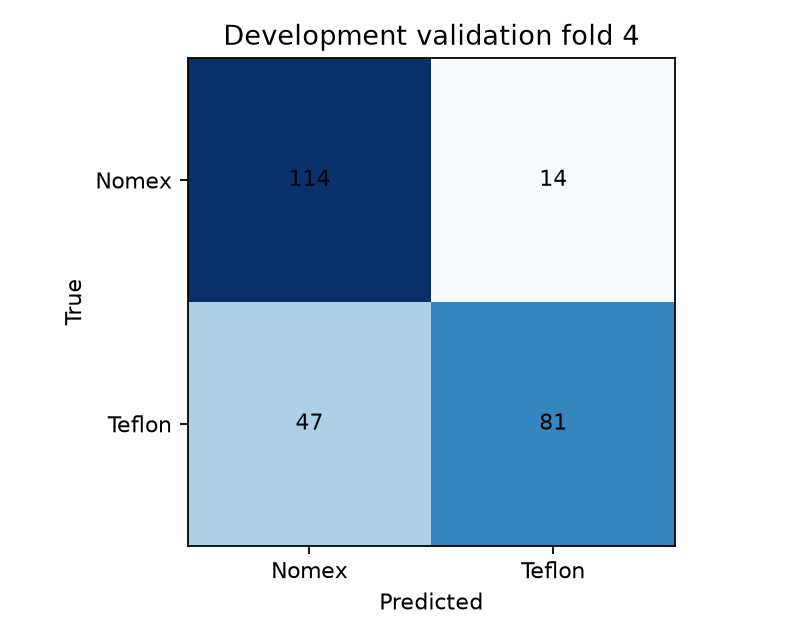 Development validation fold 4
True
Nomex
114
14
Teflon
47
81
Nomex
Teflon
Predicted